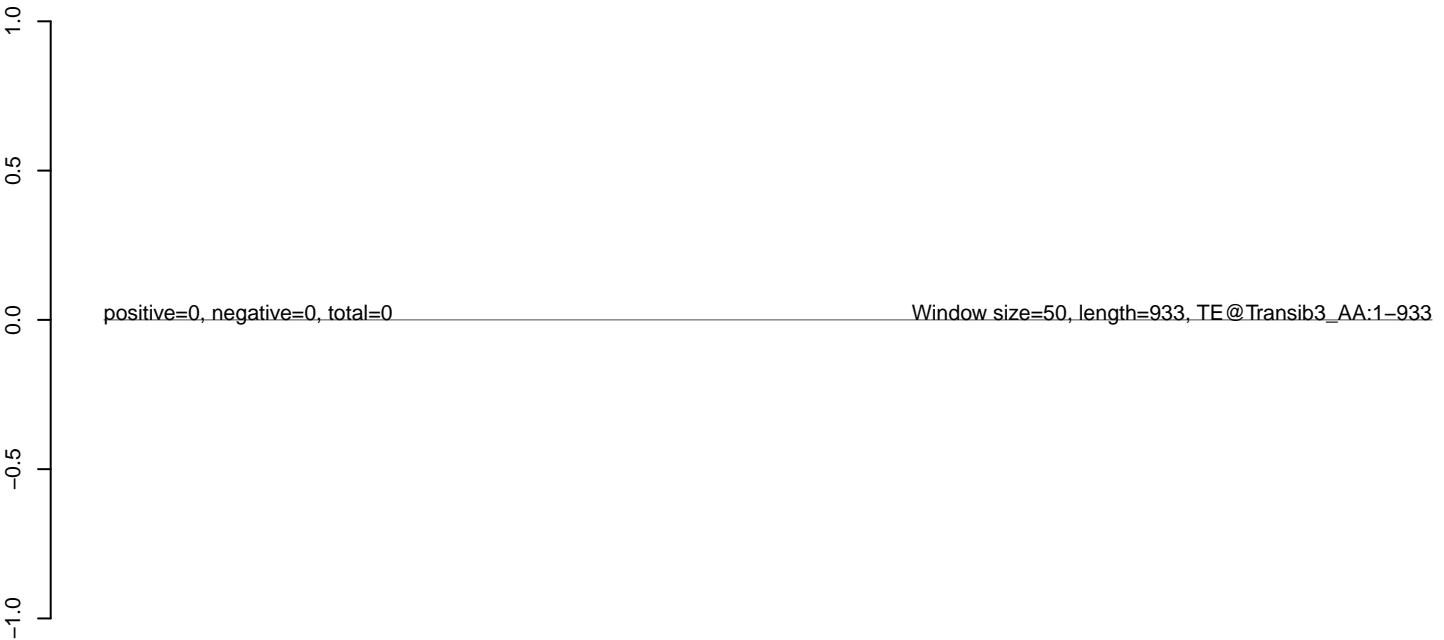 1.0
0.5
0.0
positive=0, negative=0, total=0
Window size=50, length=933, TE@Transib3_AA:1−933
−0.5
−1.0